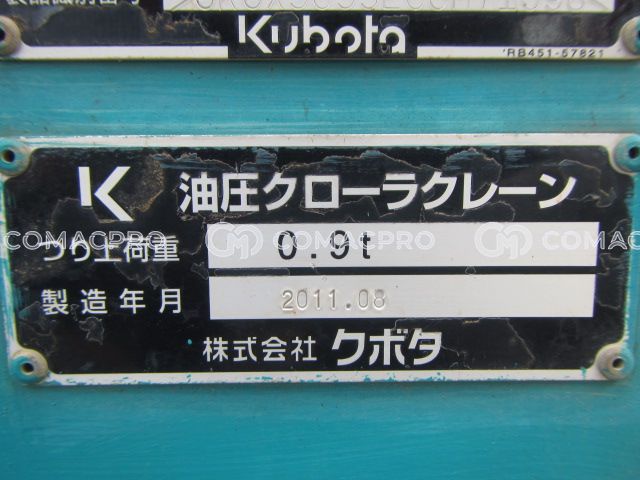 Kubota
'RB451-57821
油圧クローラクレーン
つり上荷重 0.9t
製造年月 2011.08
株式会社 クボタ
COMACPRO COMACPRO COMACPRO